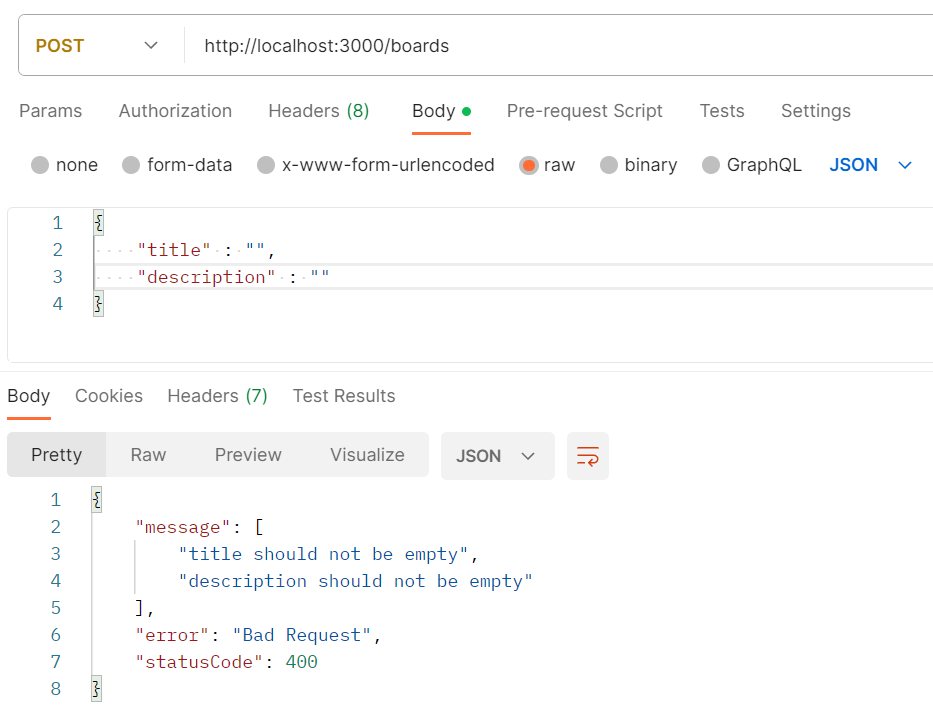 POST http://localhost:3000/boards
Params Authorization Headers (8) Body Pre-request Script Tests Settings
none form-data x-www-form-urlencoded raw binary GraphQL JSON
1 {
2 "title" : "",
3 "description" : ""
4 }
Body Cookies Headers (7) Test Results
Pretty Raw Preview Visualize JSON
1 {
2 "message": [
3 "title should not be empty",
4 "description should not be empty"
5 ],
6 "error": "Bad Request",
7 "statusCode": 400
8 }